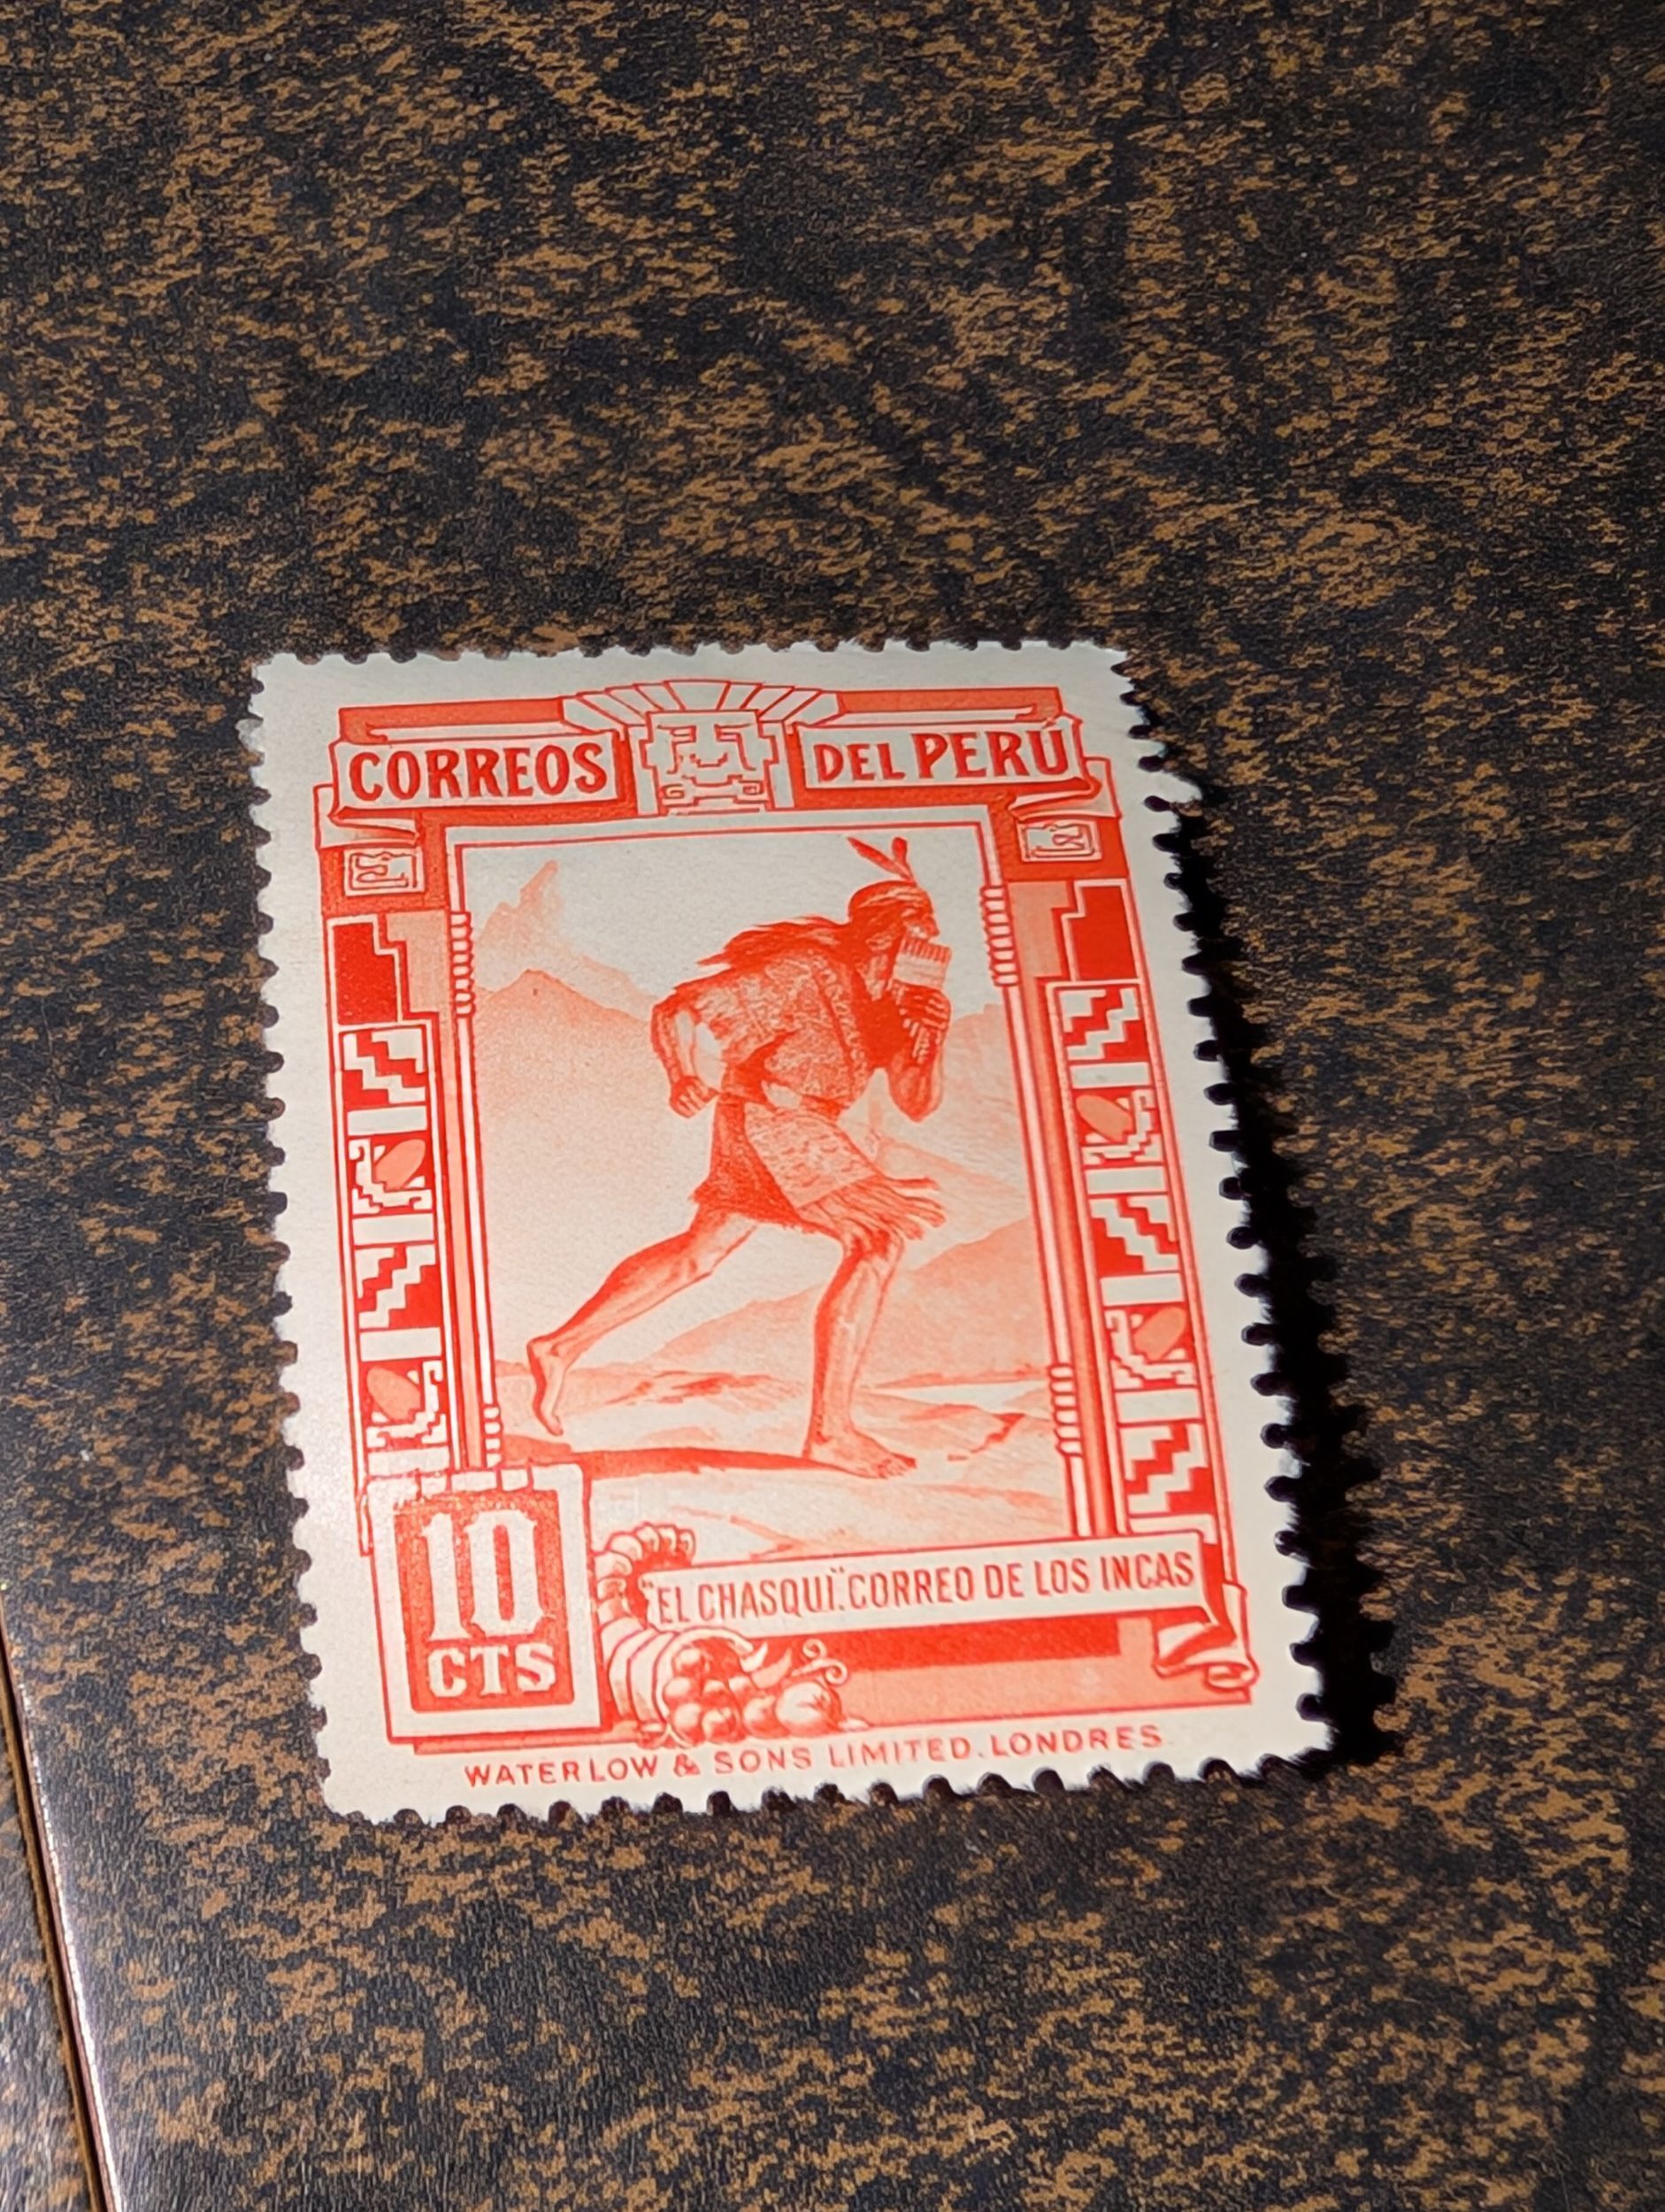 CORREOS DEL PERÚ
"EL CHASQUI". CORREO DE LOS INCAS
10
CTS
WATERLOW & SONS LIMITED. LONDRES